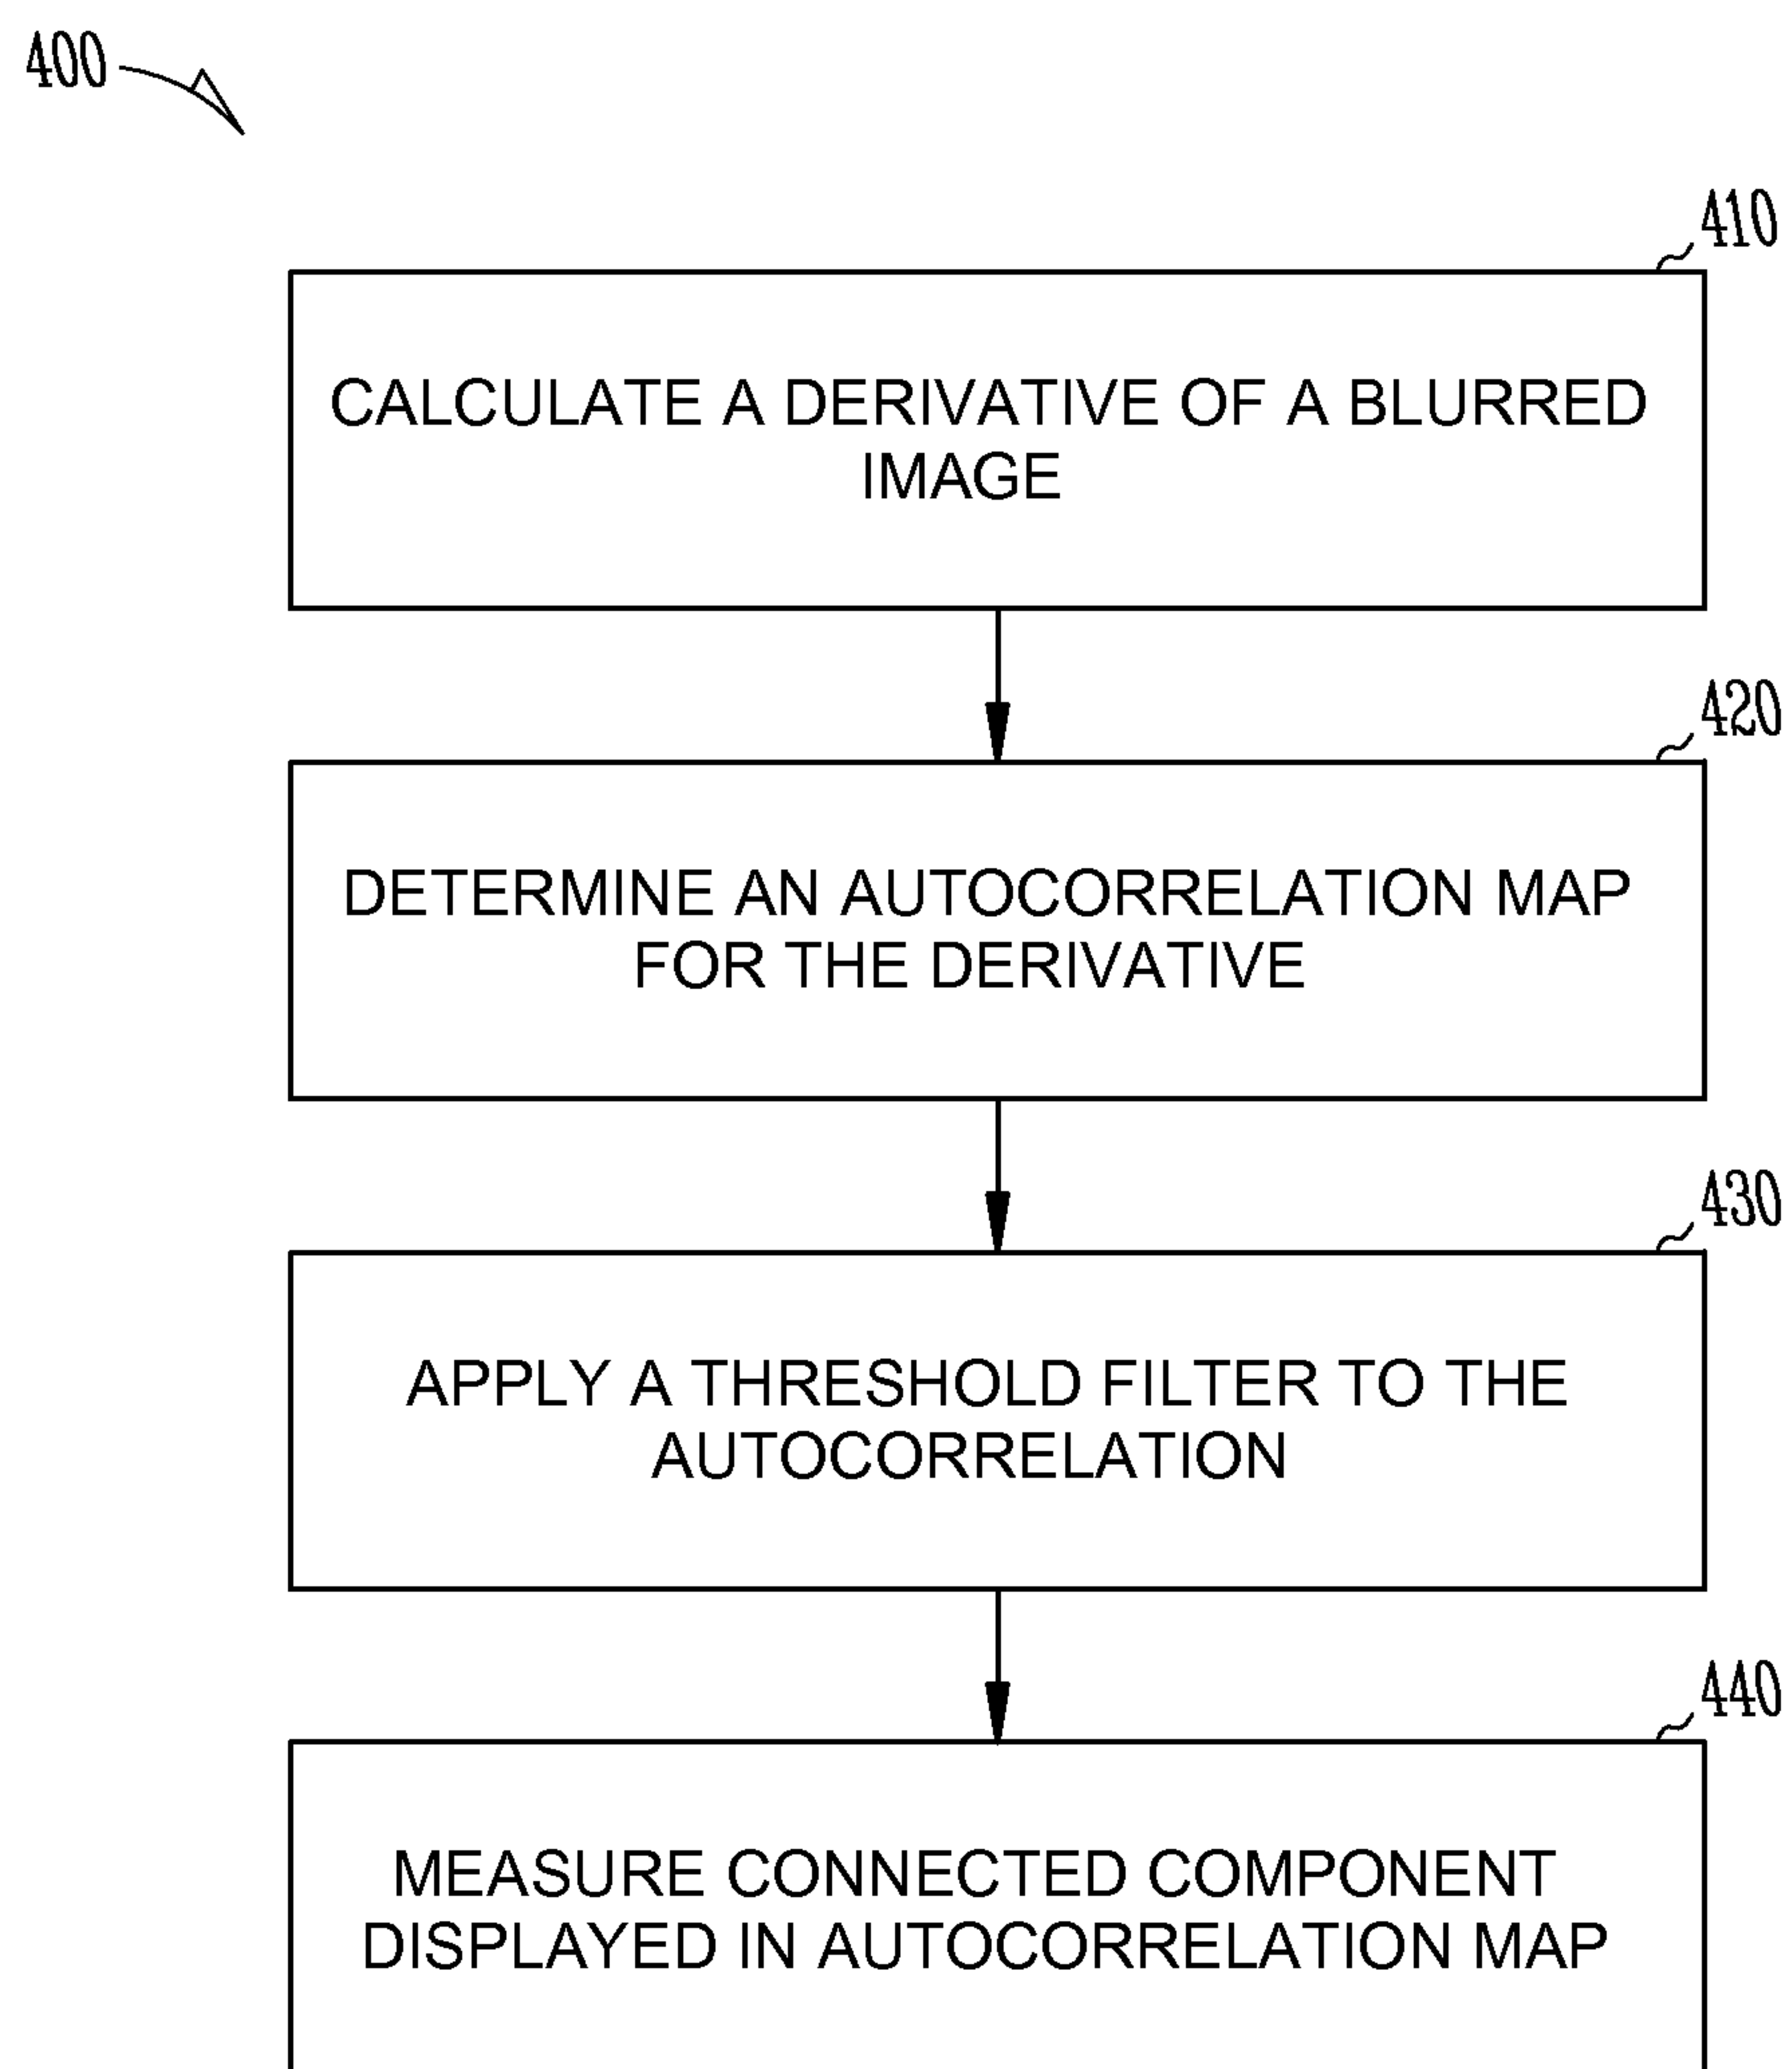 400
410
CALCULATE A DERIVATIVE OF A BLURRED
IMAGE
420
DETERMINE AN AUTOCORRELATION MAP
FOR THE DERIVATIVE
430
APPLY A THRESHOLD FILTER TO THE
AUTOCORRELATION
440
MEASURE CONNECTED COMPONENT
DISPLAYED IN AUTOCORRELATION MAP